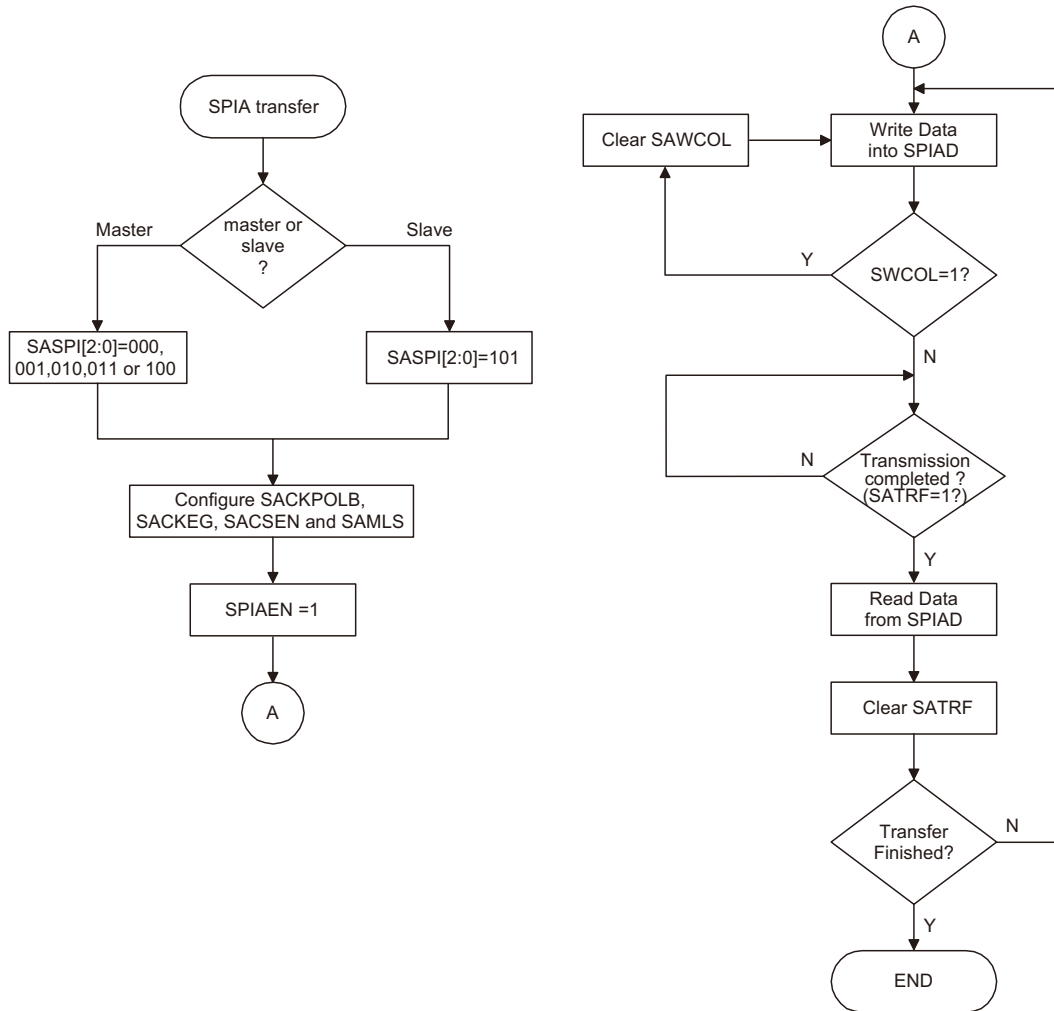 SPIA transfer
master or
slave
?
Master
Slave
SASPI[2:0]=000,
001,010,011 or 100
SASPI[2:0]=101
Configure SACKPOLB,
SACKEG, SACSEN and SAMLS
SPIAEN =1
A
A
Clear SAWCOL
Write Data
into SPIAD
Y
SWCOL=1?
N
N
Transmission
completed ?
(SATRF=1?)
Y
Read Data
from SPIAD
Clear SATRF
Transfer
Finished?
N
Y
END